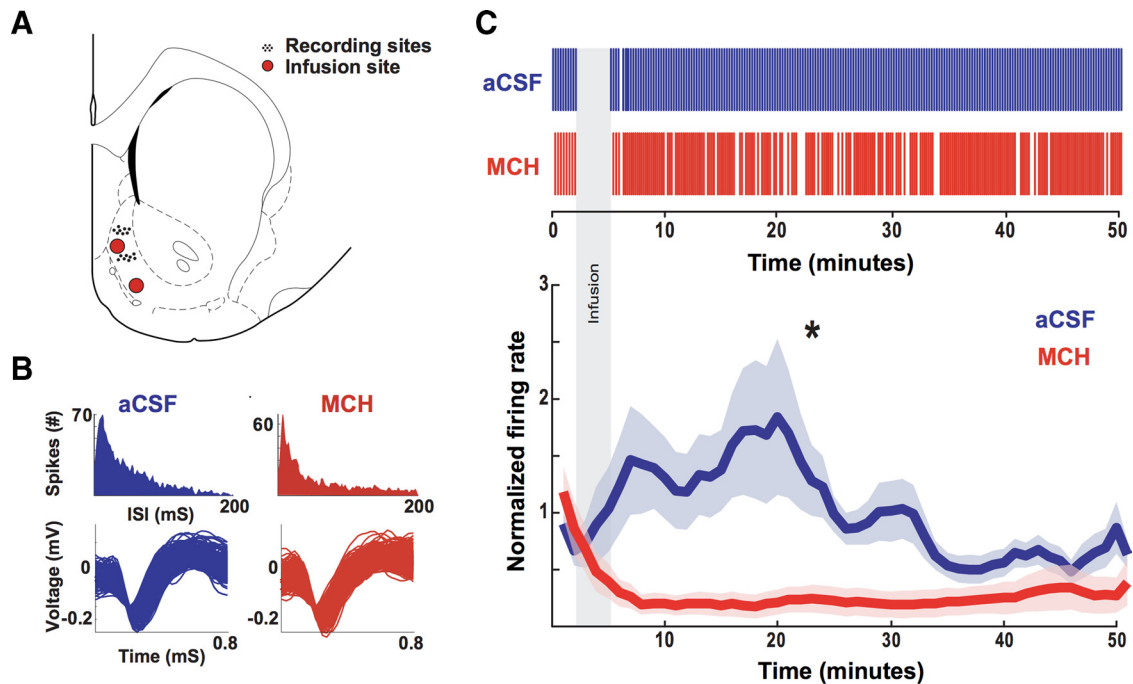 A
Recording sites
Infusion site
B
aCSF
MCH
70
60
Spikes (#)
200
200
ISI (mS)
Voltage (mV)
0
-0.2
0
-0.2
0.8
0.8
Time (mS)
C
aCSF
MCH
0 10 20 30 40 50
Time (minutes)
Infusion
3
2
1
Normalized firing rate
*
aCSF
MCH
10 20 30 40 50
Time (minutes)